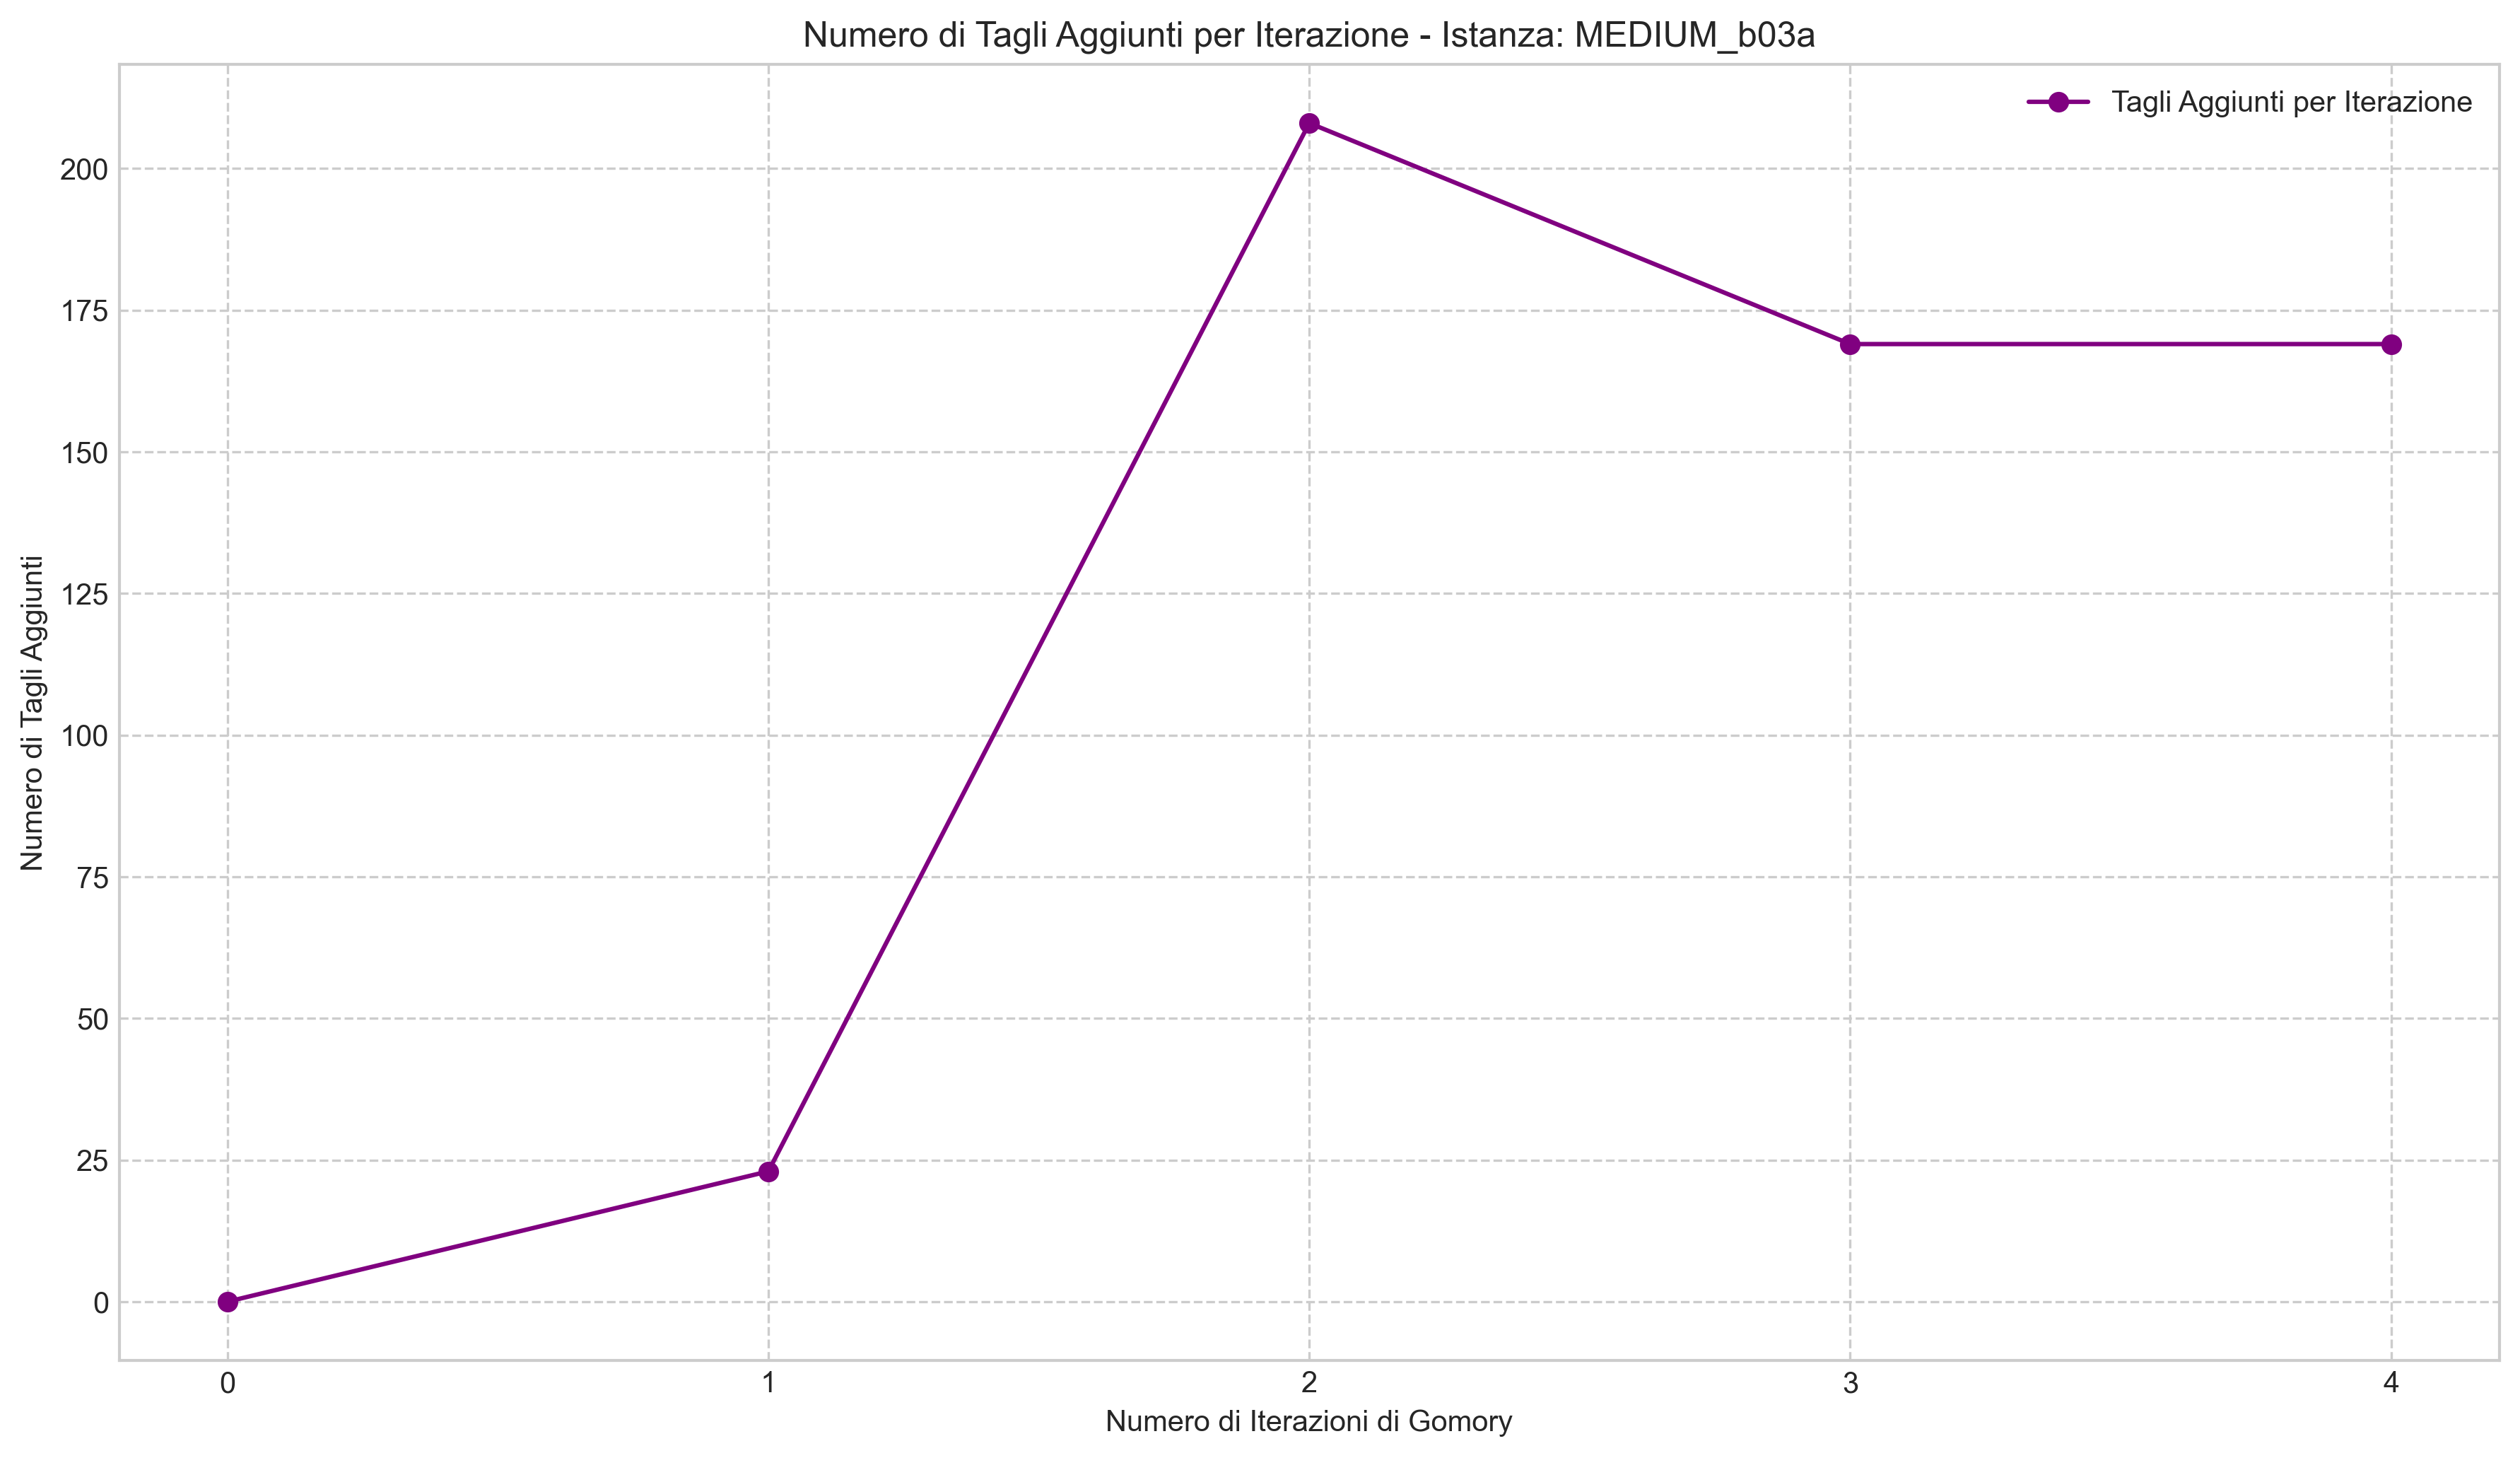 Numero di Tagli Aggiunti per Iterazione - Istanza: MEDIUM_b03a
Tagli Aggiunti per Iterazione
200
175
150
125
100
75
50
25
0
Numero di Tagli Aggiunti
0 1 2 3 4
Numero di Iterazioni di Gomory